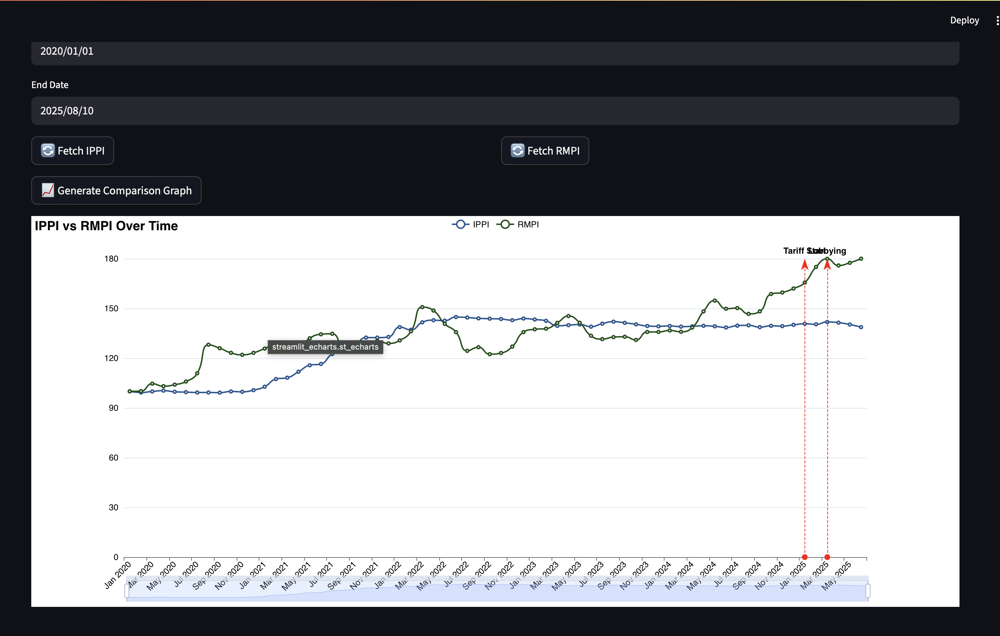 Deploy
2020/01/01
End Date
2025/08/10
Fetch IPPI
Fetch RMPI
Generate Comparison Graph
IPPI vs RMPI Over Time
IPPI
RMPI
Tariff Start
Lobbying
180
150
streamlit_echarts.st_echarts
120
90
60
30
0
Jan 2020
Mar 2020
May 2020
Jul 2020
Sep 2020
Nov 2020
Jan 2021
Mar 2021
May 2021
Jul 2021
Sep 2021
Nov 2021
Jan 2022
Mar 2022
May 2022
Jul 2022
Sep 2022
Nov 2022
Jan 2023
Mar 2023
May 2023
Jul 2023
Sep 2023
Nov 2023
Jan 2024
Mar 2024
May 2024
Jul 2024
Sep 2024
Nov 2024
Jan 2025
Mar 2025
May 2025